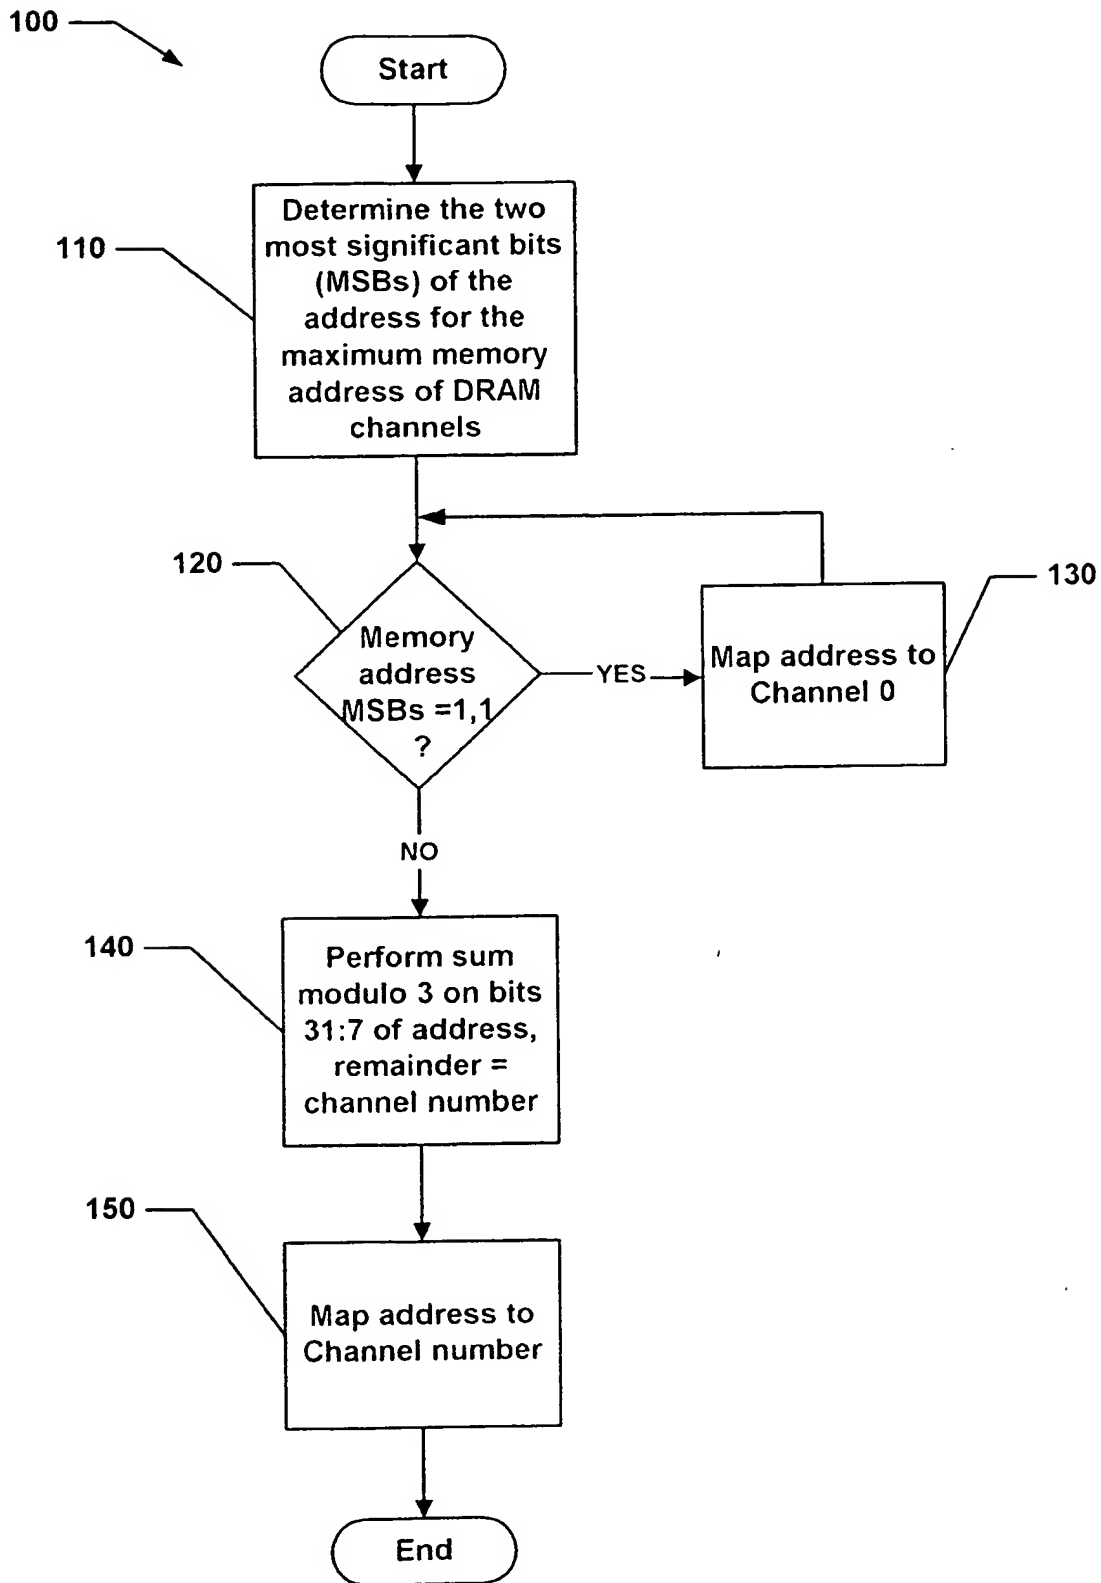 100
Start
110
Determine the two
most significant bits
(MSBs) of the
address for the
maximum memory
address of DRAM
channels
120
Memory
address
MSBs =1,1
?
YES
130
Map address to
Channel 0
NO
140
Perform sum
modulo 3 on bits
31:7 of address,
remainder =
channel number
150
Map address to
Channel number
End